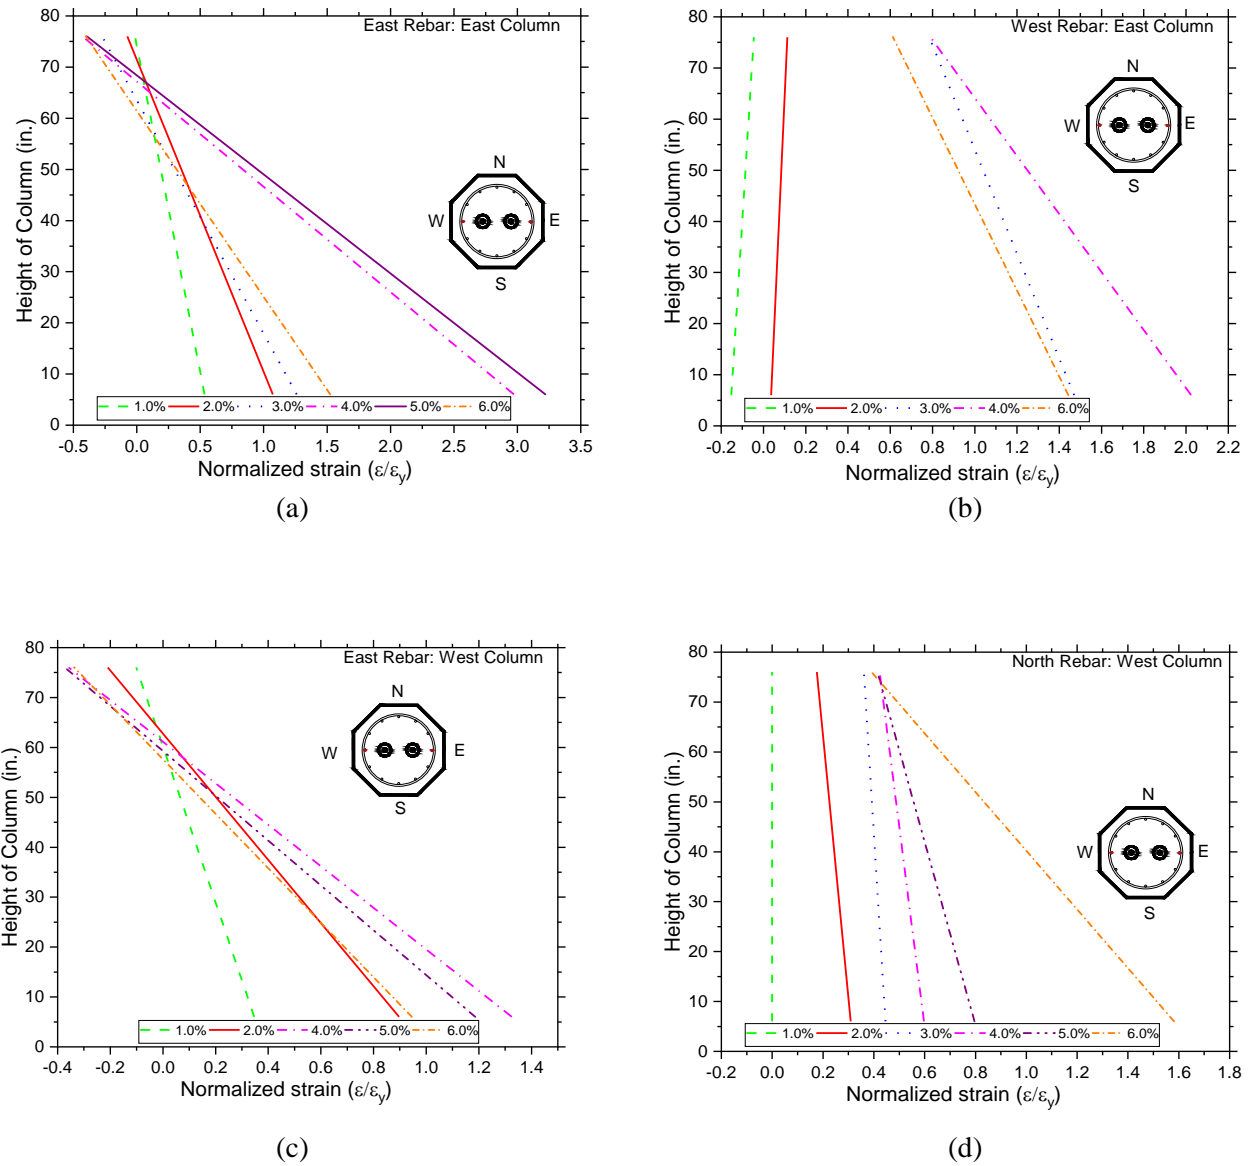 East Rebar: East Column
80
70
60
50
40
30
20
10
0
Height of Column (in.)
N
W
E
S
1.0% 2.0% 3.0% 4.0% 5.0% 6.0%
-0.5 0.0 0.5 1.0 1.5 2.0 2.5 3.0 3.5
Normalized strain (ε/εy)
(a)
West Rebar: East Column
80
70
60
50
40
30
20
10
0
Height of Column (in.)
N
W
E
S
1.0% 2.0% 3.0% 4.0% 6.0%
-0.2 0.0 0.2 0.4 0.6 0.8 1.0 1.2 1.4 1.6 1.8 2.0 2.2
Normalized strain (ε/εy)
(b)
East Rebar: West Column
80
70
60
50
40
30
20
10
0
Height of Column (in.)
N
W
E
S
1.0% 2.0% 4.0% 5.0% 6.0%
-0.4 -0.2 0.0 0.2 0.4 0.6 0.8 1.0 1.2 1.4
Normalized strain (ε/εy)
(c)
North Rebar: West Column
80
70
60
50
40
30
20
10
0
Height of Column (in.)
N
W
E
S
1.0% 2.0% 3.0% 4.0% 5.0% 6.0%
-0.2 0.0 0.2 0.4 0.6 0.8 1.0 1.2 1.4 1.6 1.8
Normalized strain (ε/εy)
(d)